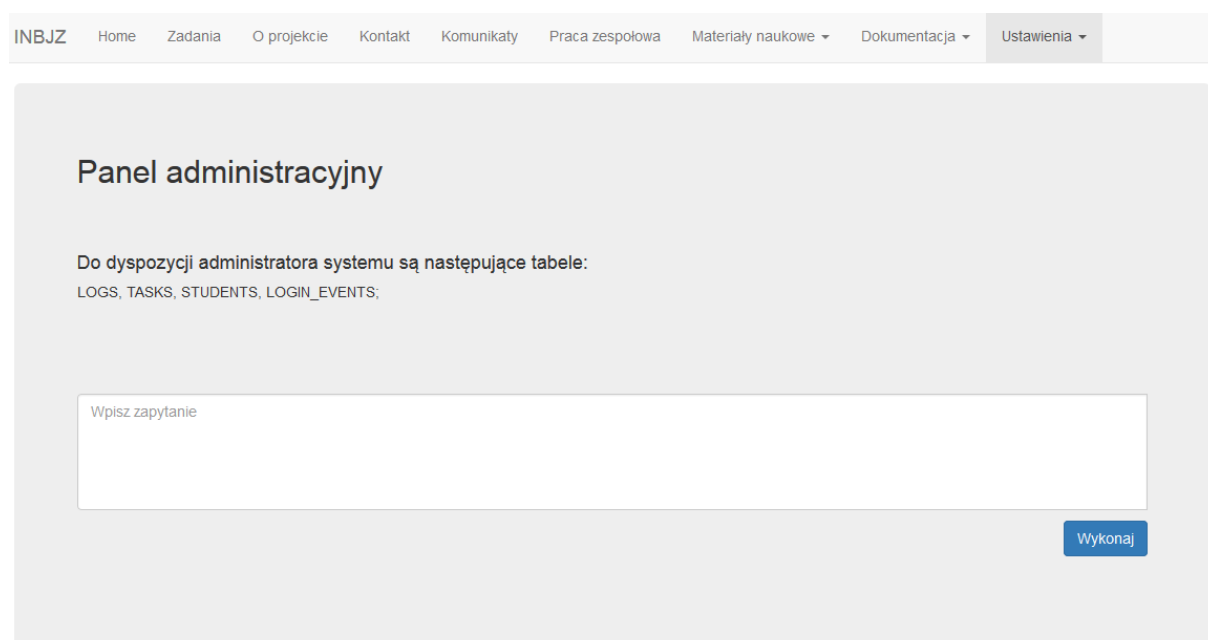 INBJZ Home Zadania O projekcie Kontakt Komunikaty Praca zespołowa Materiały naukowe Dokumentacja Ustawienia
Panel administracyjny
Do dyspozycji administratora systemu są następujące tabele:
LOGS, TASKS, STUDENTS, LOGIN_EVENTS;
Wpisz zapytanie
Wykonaj